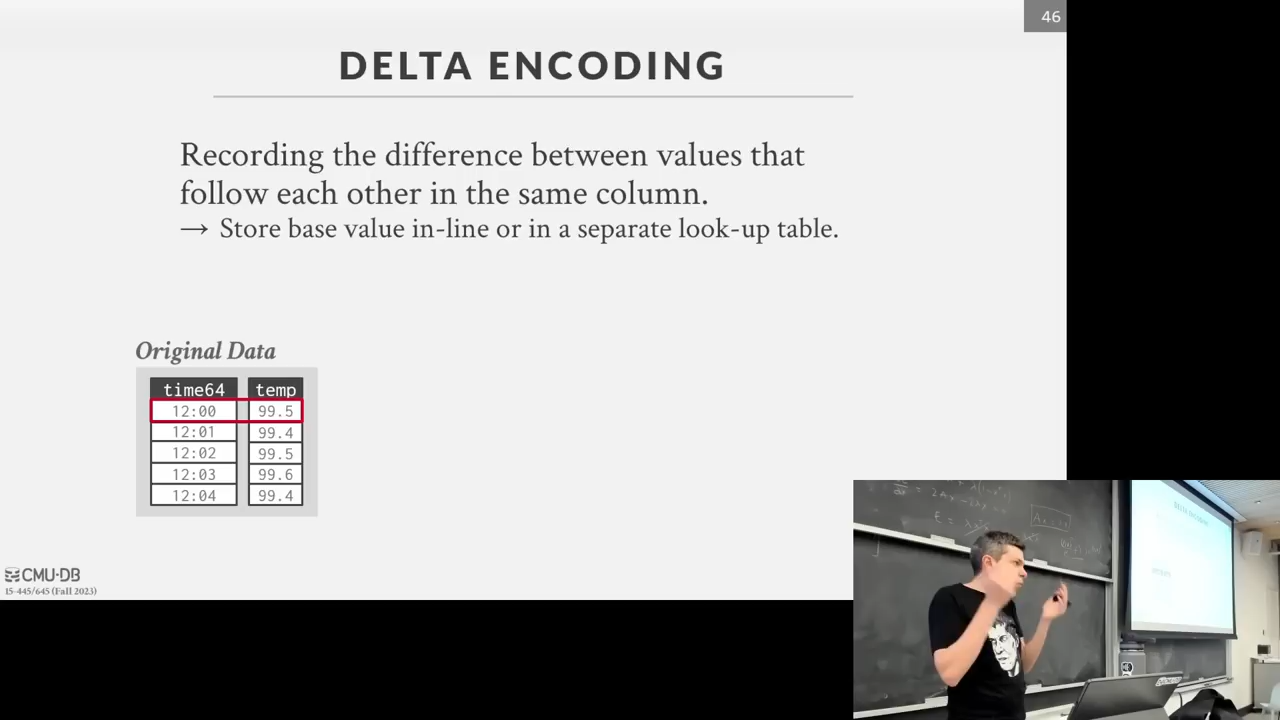 46
DELTA ENCODING
Recording the difference between values that
follow each other in the same column.
→ Store base value in-line or in a separate look-up table.
Original Data
time64 temp
12:00 99.5
12:01 99.4
12:02 99.5
12:03 99.6
12:04 99.4
CMU·DB
15-445/645 (Fall 2023)
DELTA ENCODING